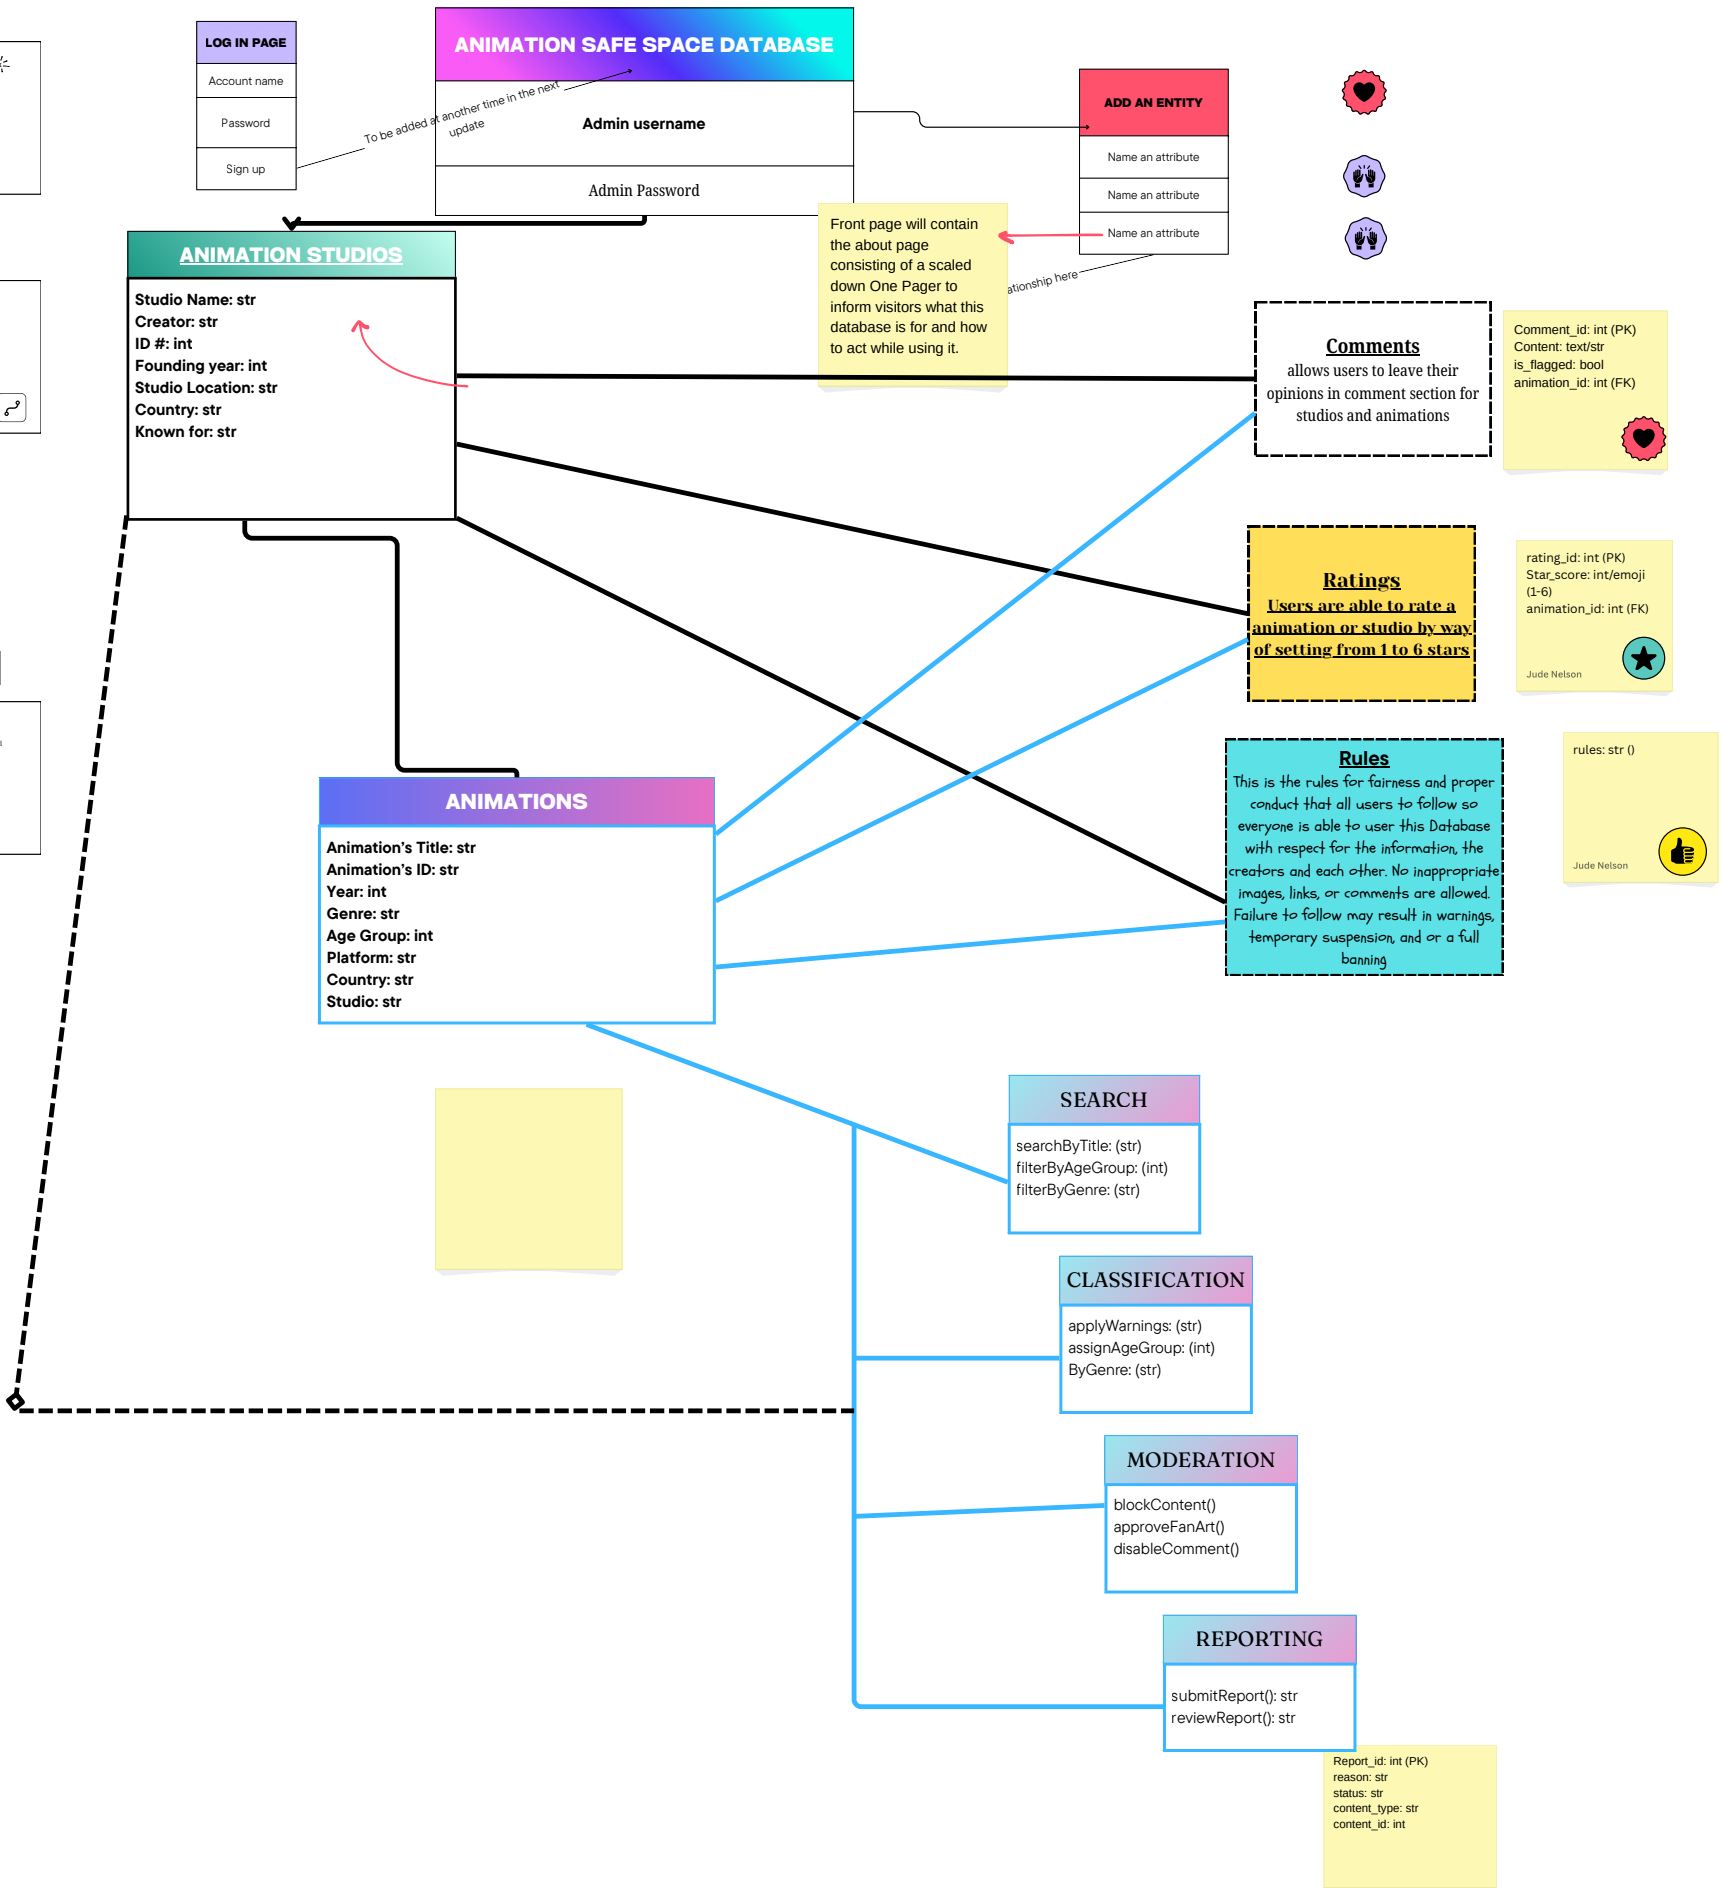 LOG IN PAGE
Account name
Password
Sign up
To be added at another time in the next
update
ANIMATION SAFE SPACE DATABASE
Admin username
Admin Password
ADD AN ENTITY
Name an attribute
Name an attribute
Name an attribute
Front page will contain
the about page
consisting of a scaled
down One Pager to
inform visitors what this
database is for and how
to act while using it.
ationship here
ANIMATION STUDIOS
Studio Name: str
Creator: str
ID #: int
Founding year: int
Studio Location: str
Country: str
Known for: str
Comments
allows users to leave their
opinions in comment section for
studios and animations
Comment_id: int (PK)
Content: text/str
is_flagged: bool
animation_id: int (FK)
Ratings
Users are able to rate a
animation or studio by way
of setting from 1 to 6 stars
rating_id: int (PK)
Star_score: int/emoji
(1-6)
animation_id: int (FK)
Jude Nelson
Rules
This is the rules for fairness and proper
conduct that all users to follow so
everyone is able to user this Database
with respect for the information, the
creators and each other. No inappropriate
images, links, or comments are allowed.
Failure to follow may result in warnings,
temporary suspension, and or a full
banning
rules: str ()
Jude Nelson
ANIMATIONS
Animation's Title: str
Animation's ID: str
Year: int
Genre: str
Age Group: int
Platform: str
Country: str
Studio: str
SEARCH
searchByTitle: (str)
filterByAgeGroup: (int)
filterByGenre: (str)
CLASSIFICATION
applyWarnings: (str)
assignAgeGroup: (int)
ByGenre: (str)
MODERATION
blockContent()
approveFanArt()
disableComment()
REPORTING
submitReport(): str
reviewReport(): str
Report_id: int (PK)
reason: str
status: str
content_type: str
content_id: int